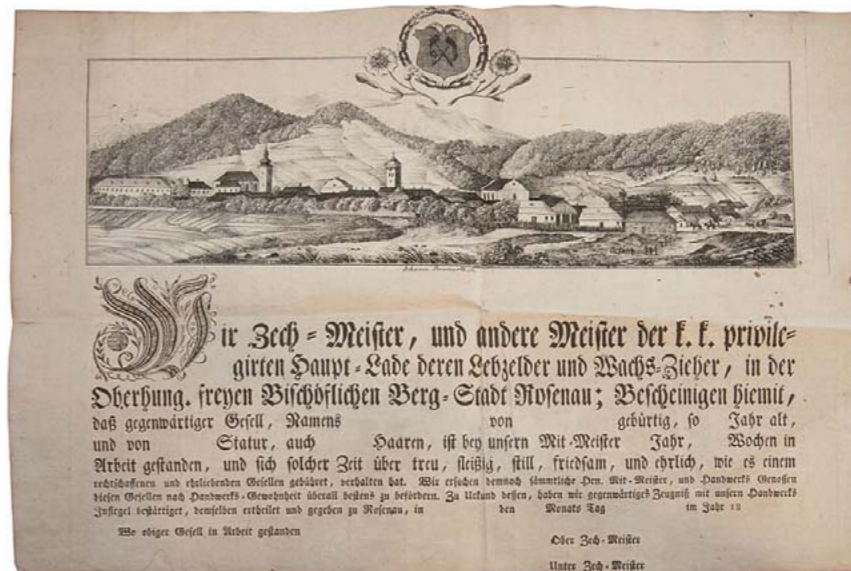 Wir Zech-Meister, und andere Meister der k. k. privile-
girten Haupt-Lade deren Lebzelder und Wachs-Zieher, in der
Oberhung. freyen Bischöflichen Berg-Stadt Rosenau; Bescheinigen hiemit,
daß gegenwärtiger Gesell, Namens von gebürtig, so Jahr alt,
und von Statur, auch Haaren, ist bey unsern Mit-Meister Jahr, Wochen in
Arbeit gestanden, und sich solcher Zeit über treu, fleißig, still, friedsam, und ehrlich, wie es einem
rechtschaffenen und ehrliebenden Gesellen gebühret, verhalten hat. Wir ersuchen demnach sämmtliche Hrn. Mit-Meister, und Handwerks Genossen
diesen Gesellen nach Handwerks-Gewohnheit überall bestens zu befördern. Zu Urkund dessen, haben wir gegenwärtiges Zeugniß mit unsern Handwerks
Insiegel bestättiget, demselben ertheilet und gegeben zu Rosenau, in den Monats Tag im Jahr 18
Wo obiger Gesell in Arbeit gestanden
Ober Zech-Meister
Unter Zech-Meister